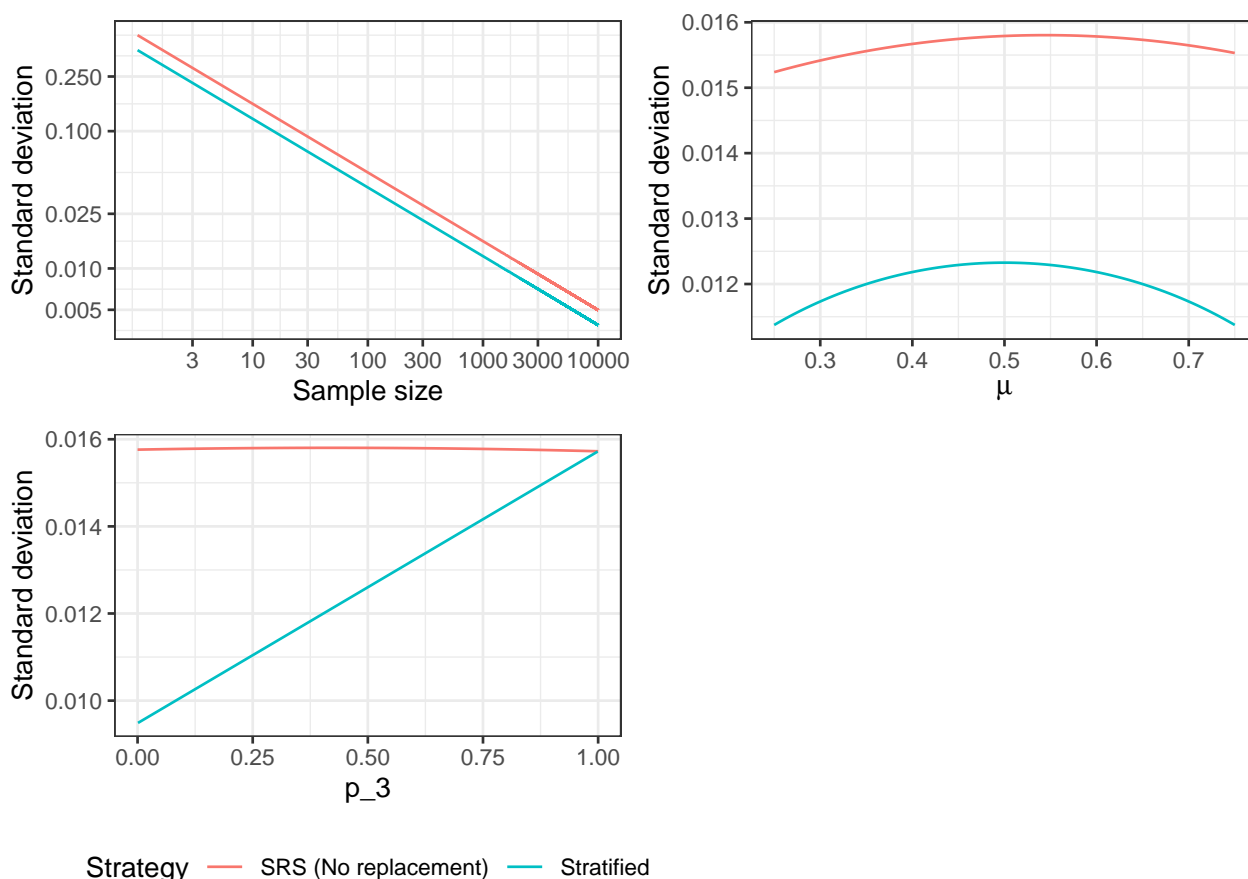 Standard deviation
0.250
0.100
0.025
0.010
0.005
3 10 30 100 300 1000 3000 10000
Sample size
Standard deviation
0.016
0.015
0.014
0.013
0.012
0.3 0.4 0.5 0.6 0.7
μ
Standard deviation
0.016
0.014
0.012
0.010
0.00 0.25 0.50 0.75 1.00
p_3
Strategy SRS (No replacement) Stratified